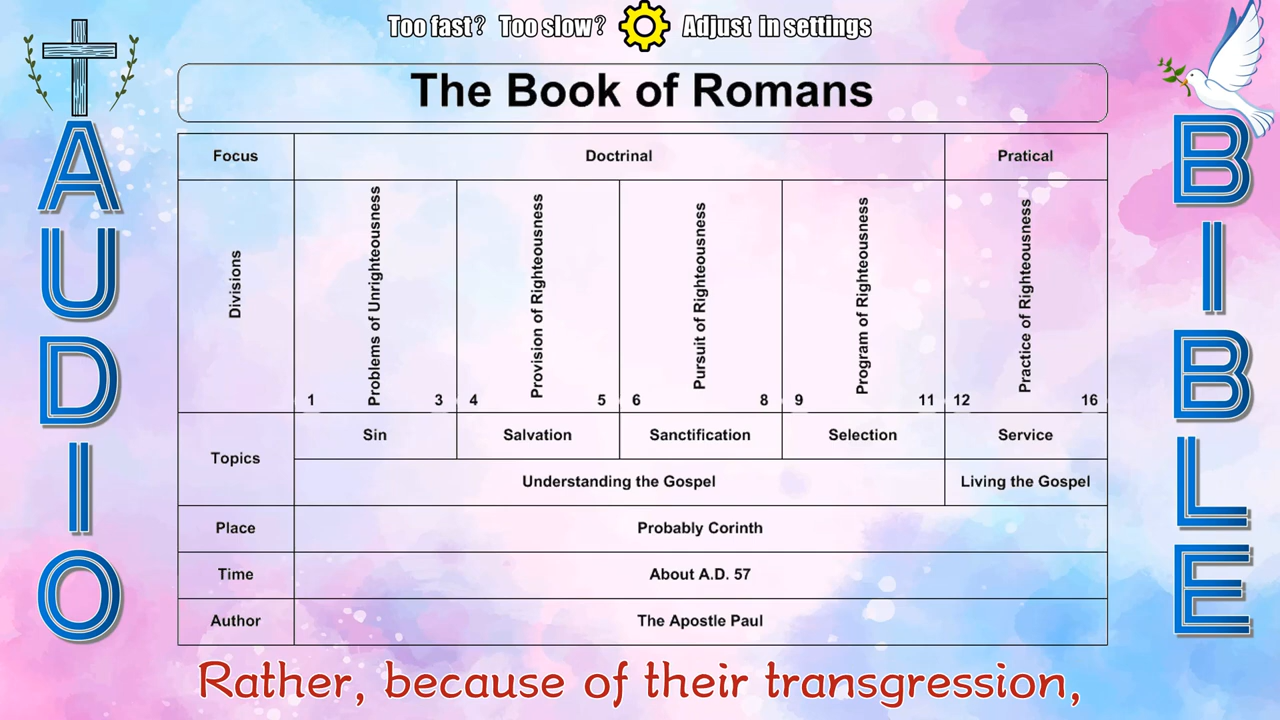 Too fast? Too slow? Adjust in settings
AUDIO
BIBLE
The Book of Romans
Focus Doctrinal Pratical
Divisions
Problems of Unrighteousness
Provision of Righteousness
Pursuit of Righteousness
Program of Righteousness
Practice of Righteousness
1 3 4 5 6 8 9 11 12 16
Topics
Sin Salvation Sanctification Selection Service
Understanding the Gospel Living the Gospel
Place Probably Corinth
Time About A.D. 57
Author The Apostle Paul
Rather, because of their transgression,